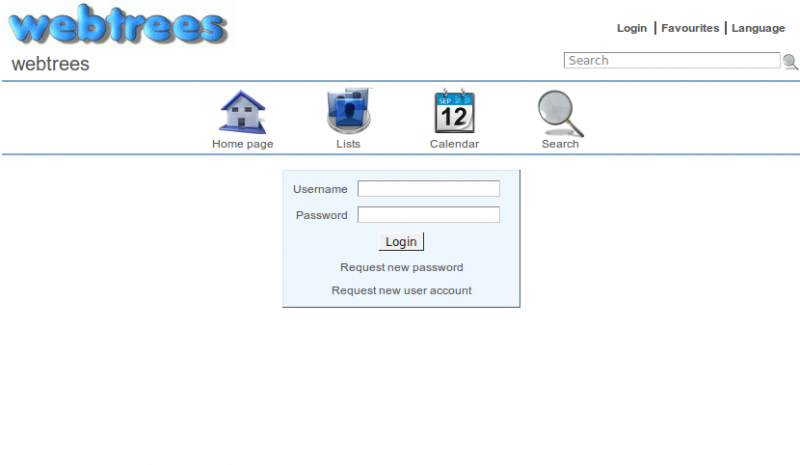 webtrees
Login | Favourites | Language
webtrees
Search
SEP
12
Home page
Lists
Calendar
Search
Username
Password
Login
Request new password
Request new user account